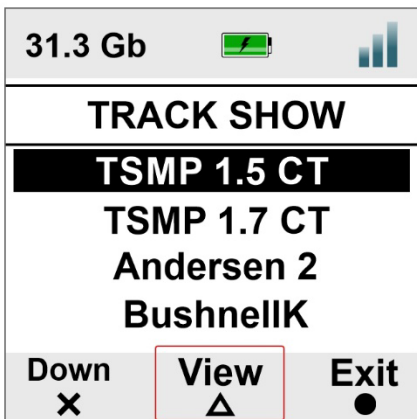 31.3 Gb
TRACK SHOW
TSMP 1.5 CT
TSMP 1.7 CT
Andersen 2
BushnellK
Down View Exit